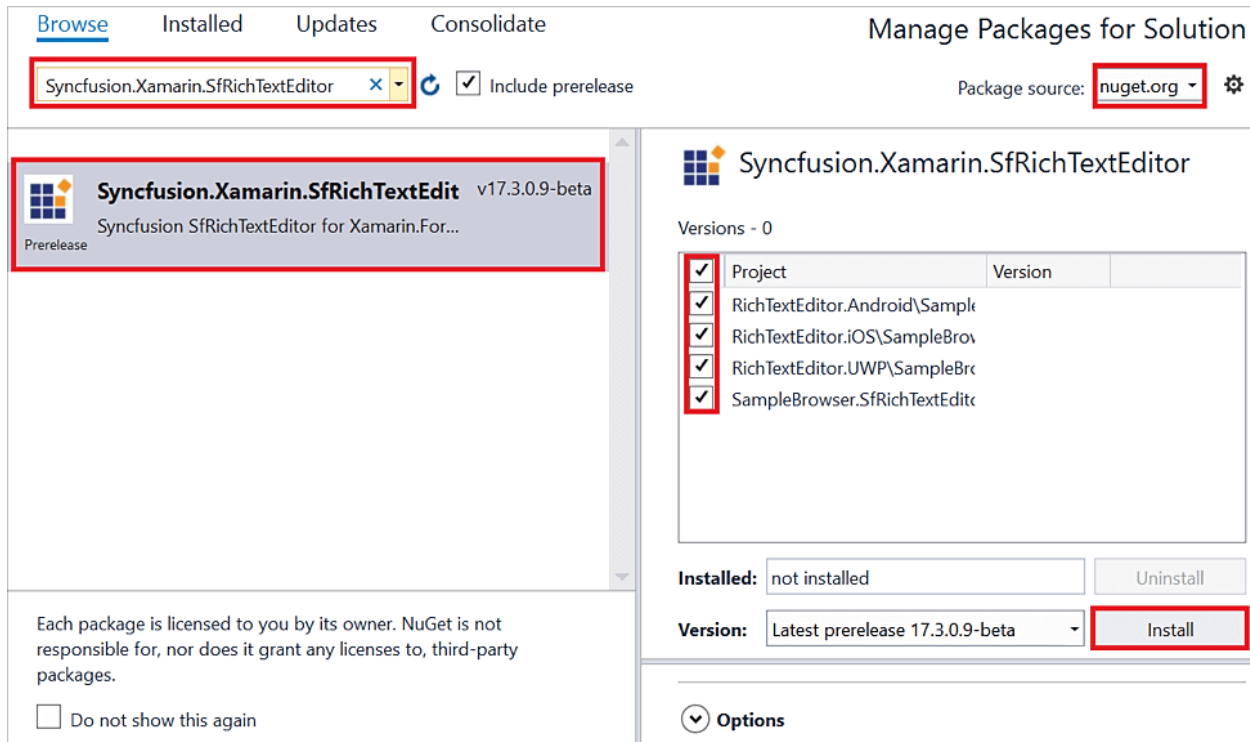 Browse Installed Updates Consolidate
Manage Packages for Solution
Syncfusion.Xamarin.SfRichTextEditor
Include prerelease
Package source: nuget.org
Syncfusion.Xamarin.SfRichTextEdit v17.3.0.9-beta
Syncfusion SfRichTextEditor for Xamarin.For...
Prerelease
Each package is licensed to you by its owner. NuGet is not
responsible for, nor does it grant any licenses to, third-party
packages.
Do not show this again
Syncfusion.Xamarin.SfRichTextEditor
Versions - 0
Project Version
RichTextEditor.Android\Sample
RichTextEditor.iOS\SampleBrov
RichTextEditor.UWP\SampleBrc
SampleBrowser.SfRichTextEditc
Installed: not installed Uninstall
Version: Latest prerelease 17.3.0.9-beta Install
Options